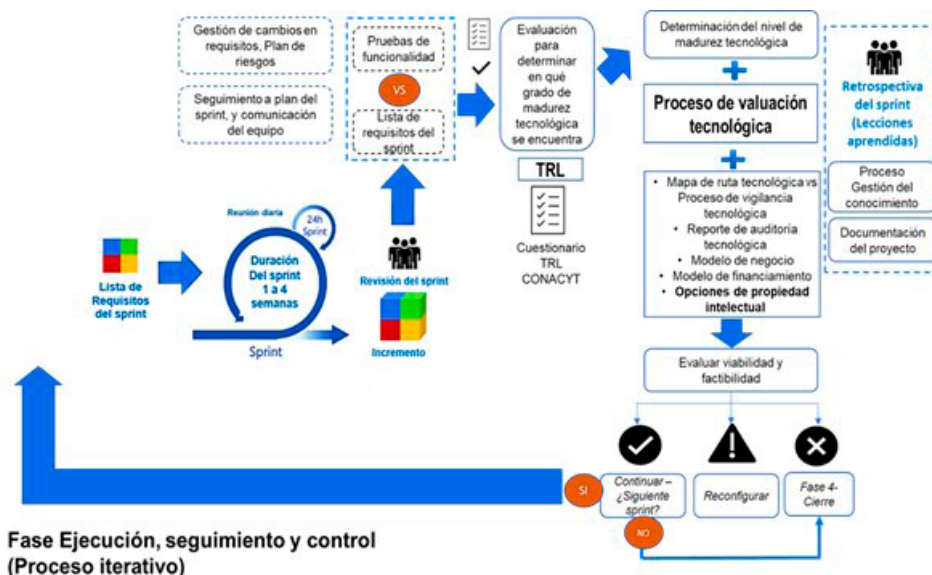 Gestión de cambios en
requisitos, Plan de
riesgos
Seguimiento a plan del
sprint, y comunicación
del equipo
Pruebas de
funcionalidad
VS
Lista de
requisitos del
sprint
Evaluación
para
determinar
en qué
grado de
madurez
tecnológica
se encuentra
TRL
Cuestionario
TRL
CONACYT
Determinación del nivel de
madurez tecnológica
Proceso de valuación
tecnológica
• Mapa de ruta tecnológica vs
Proceso de vigilancia
tecnológica
• Reporte de auditoría
tecnológica
• Modelo de negocio
• Modelo de financiamiento
• Opciones de propiedad
intelectual
Retrospectiva
del sprint
(Lecciones
aprendidas)
Proceso
Gestión del
conocimiento
Documentación
del proyecto
Lista de
Requisitos
del sprint
Reunión diaria
24h
Sprint
Duración
Del sprint
1 a 4
semanas
Sprint
Revisión del sprint
Incremento
Evaluar viabilidad y
factibilidad
SI
Continuar –
¿Siguiente
sprint?
NO
Reconfigurar
Fase 4-
Cierre
Fase Ejecución, seguimiento y control
(Proceso iterativo)